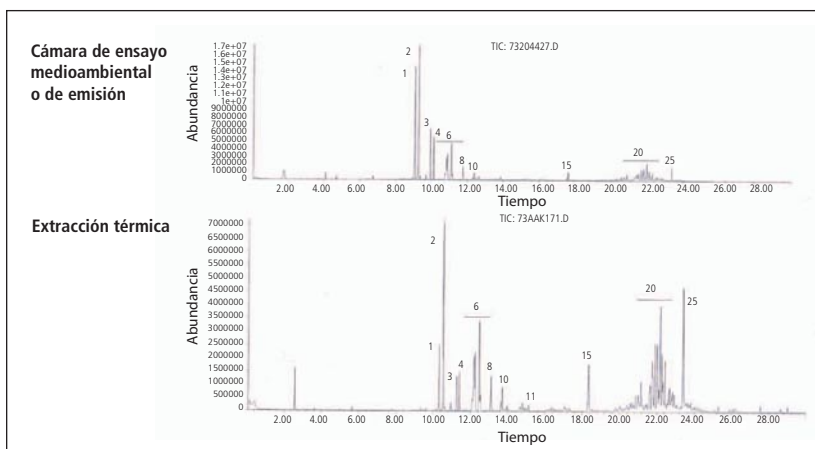 Cámara de ensayo
medioambiental
o de emisión
Abundancia
TIC: 73204427.D
1.7e+07
1.6e+07
1.5e+07
1.4e+07
1.3e+07
1.2e+07
1.1e+07
1e+07
9000000
8000000
7000000
6000000
5000000
4000000
3000000
2000000
1000000
0
2
1
3
4
6
8
10
15
20
25
2.00 4.00 6.00 8.00 10.00 12.00 14.00 16.00 18.00 20.00 22.00 24.00 26.00 28.00
Tiempo
Extracción térmica
Abundancia
TIC: 73AAK171.D
7000000
6500000
6000000
5500000
5000000
4500000
4000000
3500000
3000000
2500000
2000000
1500000
1000000
500000
0
2
1
3
4
6
8
10
11
15
20
25
2.00 4.00 6.00 8.00 10.00 12.00 14.00 16.00 18.00 20.00 22.00 24.00 26.00 28.00
Tiempo